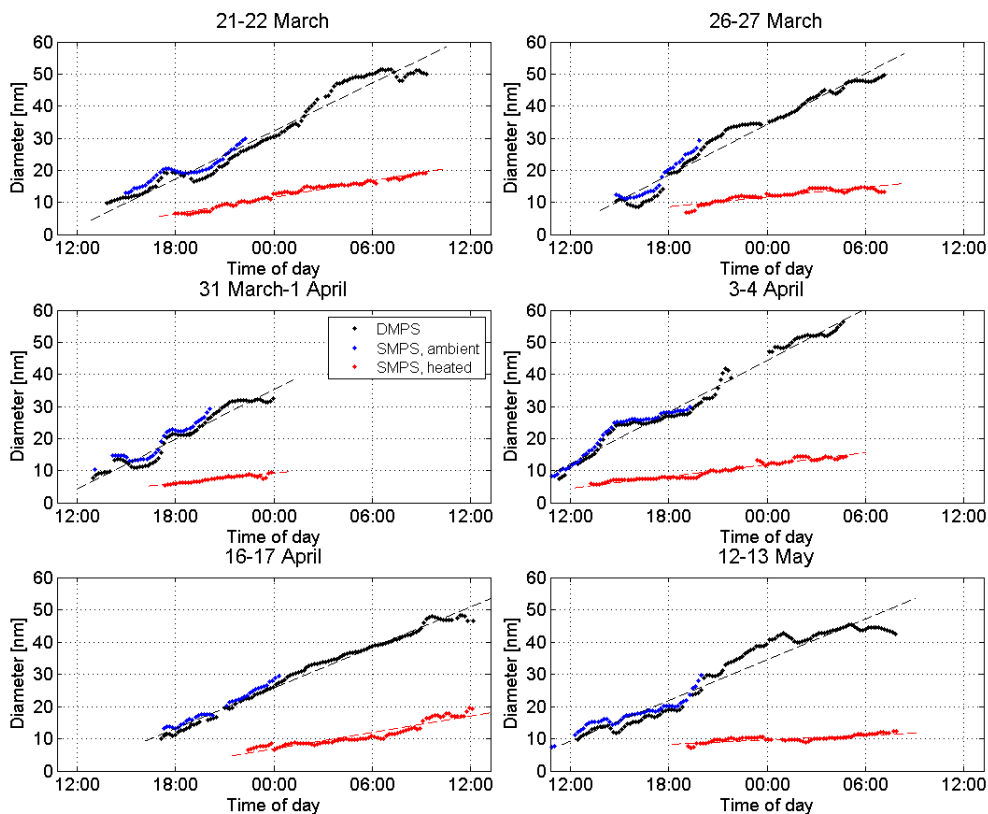 21-22 March
60
50
40
30
20
10
0
Diameter [nm]
12:00 18:00 00:00 06:00 12:00
Time of day
26-27 March
60
50
40
30
20
10
0
Diameter [nm]
12:00 18:00 00:00 06:00 12:00
Time of day
31 March-1 April
60
50
40
30
20
10
0
Diameter [nm]
DMPS
SMPS, ambient
SMPS, heated
12:00 18:00 00:00 06:00 12:00
Time of day
3-4 April
60
50
40
30
20
10
0
Diameter [nm]
12:00 18:00 00:00 06:00 12:00
Time of day
16-17 April
60
50
40
30
20
10
0
Diameter [nm]
12:00 18:00 00:00 06:00 12:00
Time of day
12-13 May
60
50
40
30
20
10
0
Diameter [nm]
12:00 18:00 00:00 06:00 12:00
Time of day